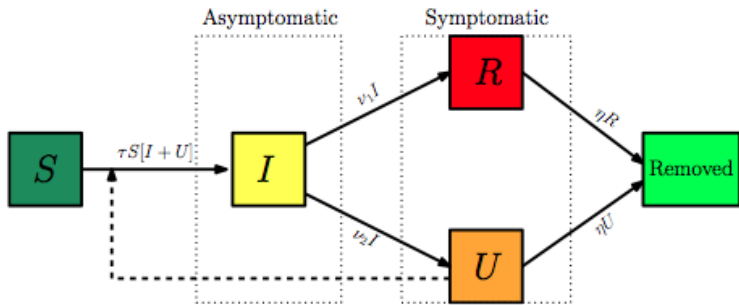 Asymptomatic
Symptomatic
S
τS[I + U]
I
ν₁I
R
ηR
Removed
ν₂I
U
ηU